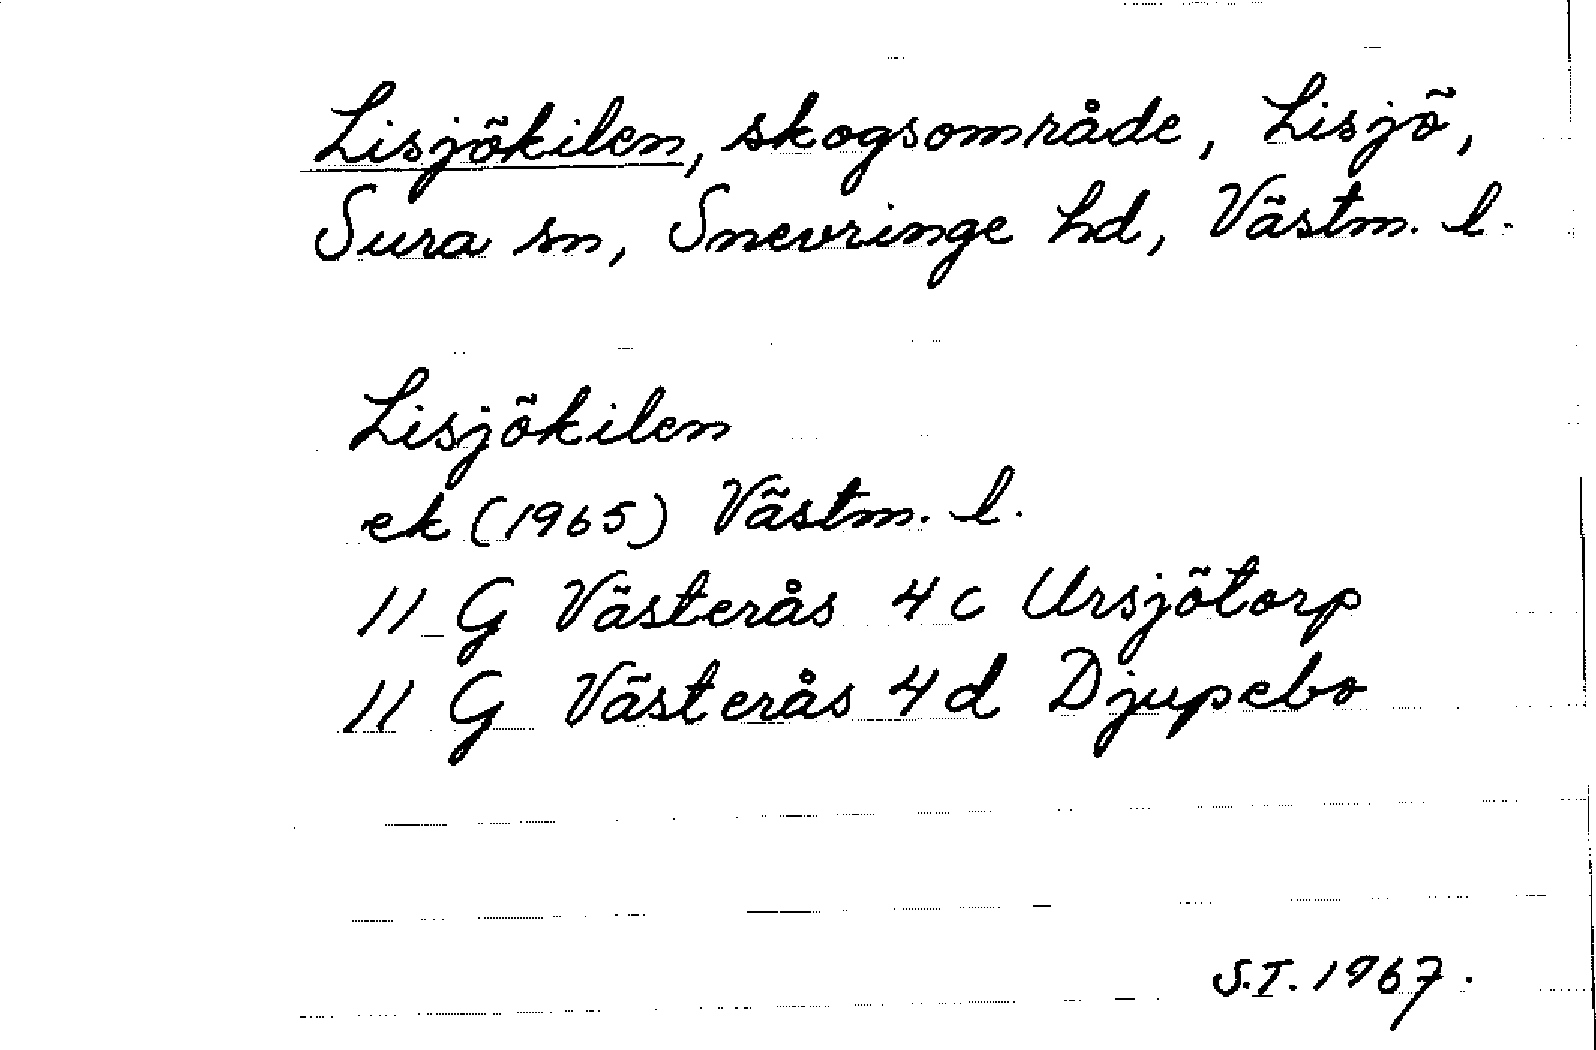 Lisjökilen, skogsområde, Lisjö,
Sura sn, Snevringe hd, Västm. l.
Lisjökilen
ek (1965) Västm. l.
11 G Västerås 4c Ursjötorp
11 G Västerås 4d Djupebo
S.I. 1967.